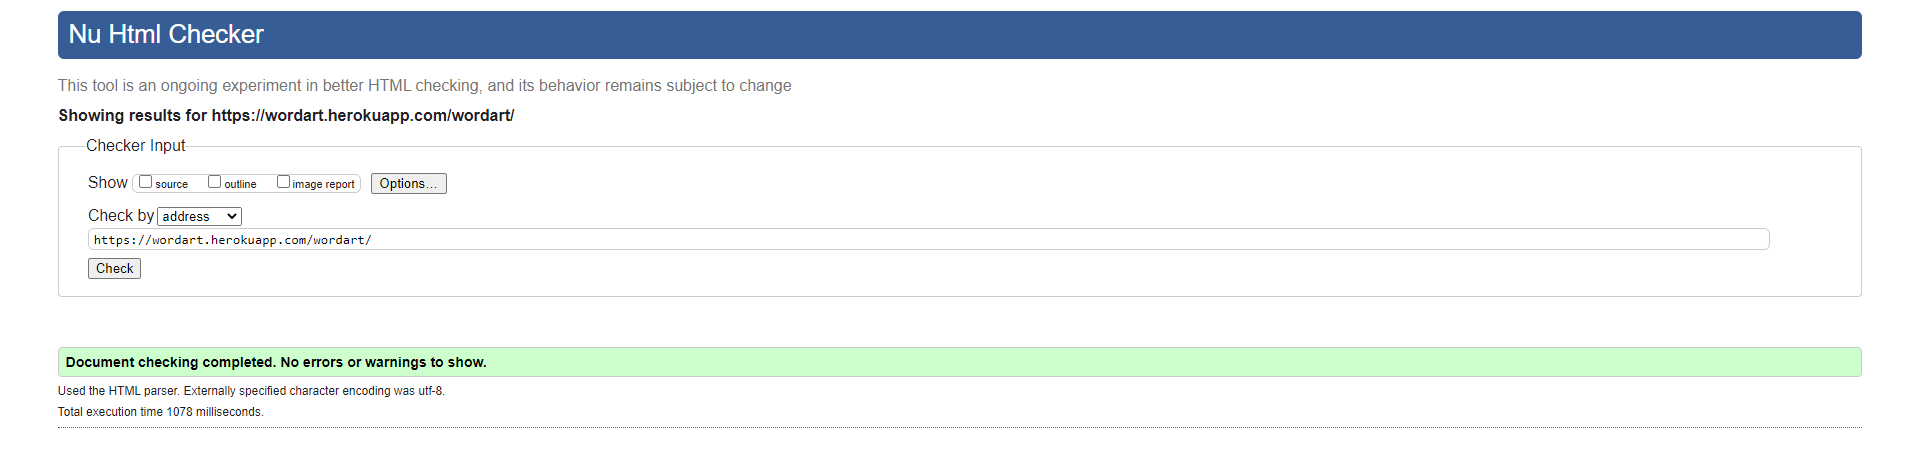 Nu Html Checker
This tool is an ongoing experiment in better HTML checking, and its behavior remains subject to change
Showing results for https://wordart.herokuapp.com/wordart/
Checker Input
Show source outline image report Options...
Check by address
https://wordart.herokuapp.com/wordart/
Check
Document checking completed. No errors or warnings to show.
Used the HTML parser. Externally specified character encoding was utf-8.
Total execution time 1078 milliseconds.